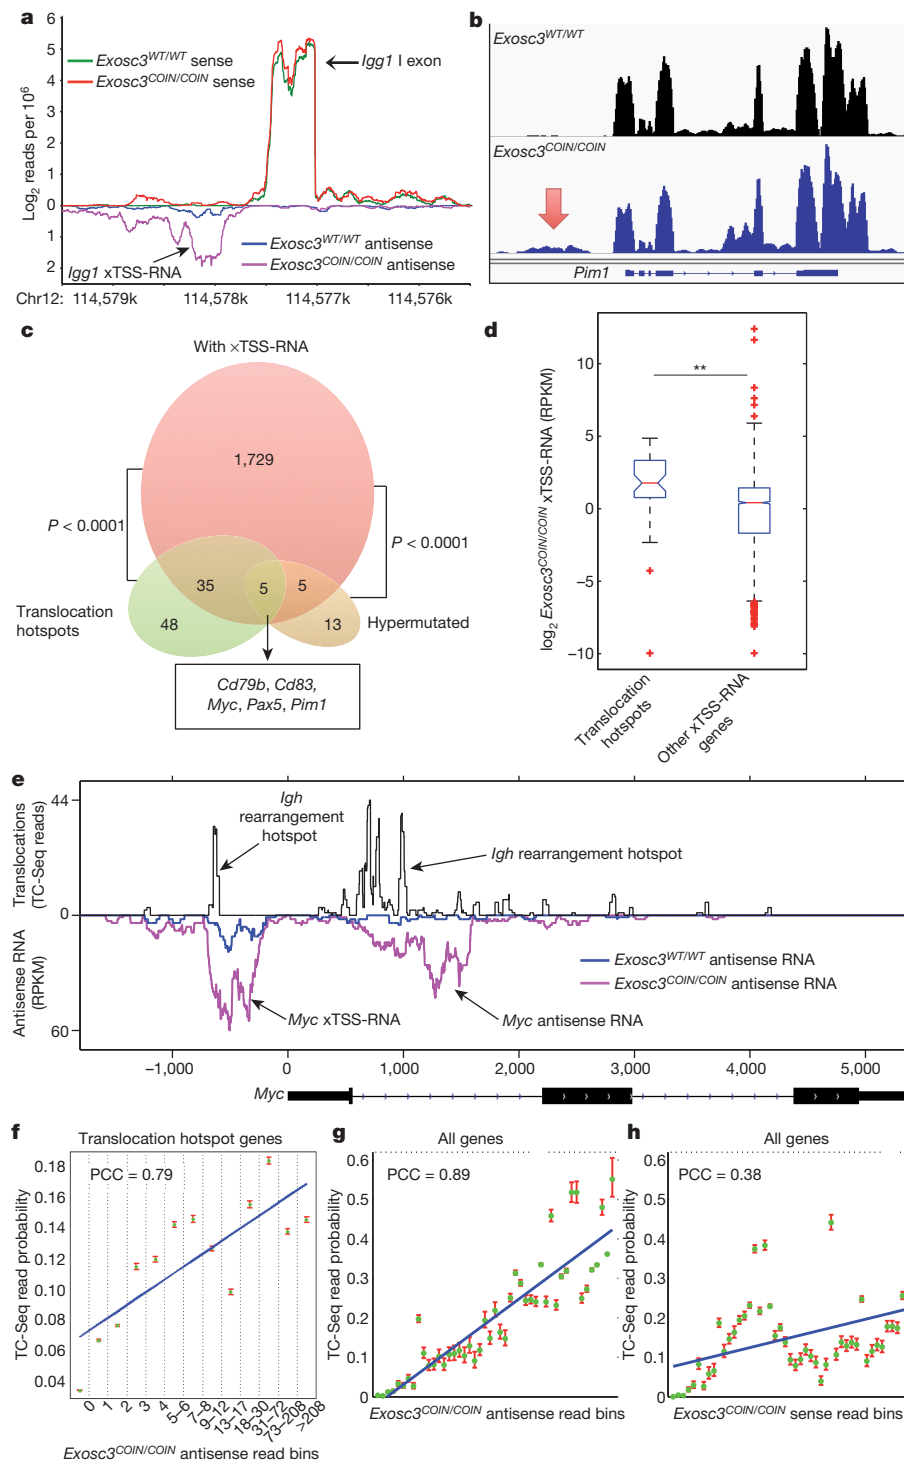 a
6
5
4
3
2
1
0
1
2
Log2 reads per 10^6
Exosc3^WT/WT sense
Exosc3^COIN/COIN sense
Igg1 I exon
Exosc3^WT/WT antisense
Exosc3^COIN/COIN antisense
Igg1 xTSS-RNA
Chr12: 114,579k 114,578k 114,577k 114,576k
b
Exosc3^WT/WT
Exosc3^COIN/COIN
Pim1
c
With ×TSS-RNA
1,729
P < 0.0001
P < 0.0001
35
5
5
48
13
Translocation
hotspots
Hypermutated
Cd79b, Cd83,
Myc, Pax5, Pim1
d
**
10
5
0
−5
−10
log2 Exosc3^COIN/COIN xTSS-RNA (RPKM)
Translocation
hotspots
Other xTSS-RNA
genes
e
44
0
60
Translocations
(TC-Seq reads)
Antisense RNA
(RPKM)
Igh
rearrangement
hotspot
Igh rearrangement hotspot
Exosc3^WT/WT antisense RNA
Exosc3^COIN/COIN antisense RNA
Myc xTSS-RNA
Myc antisense RNA
−1,000 0 1,000 2,000 3,000 4,000 5,000
Myc
f
Translocation hotspot genes
PCC = 0.79
0.18
0.16
0.14
0.12
0.10
0.08
0.06
0.04
TC-Seq read probability
0 1 2 3 4 5–6 7–8 9–12 13–17 18–30 31–72 73–208 >208
Exosc3^COIN/COIN antisense read bins
g
All genes
PCC = 0.89
0.6
0.5
0.4
0.3
0.2
0.1
0
TC-Seq read probability
Exosc3^COIN/COIN antisense read bins
h
All genes
PCC = 0.38
0.6
0.5
0.4
0.3
0.2
0.1
0
TC-Seq read probability
Exosc3^COIN/COIN sense read bins